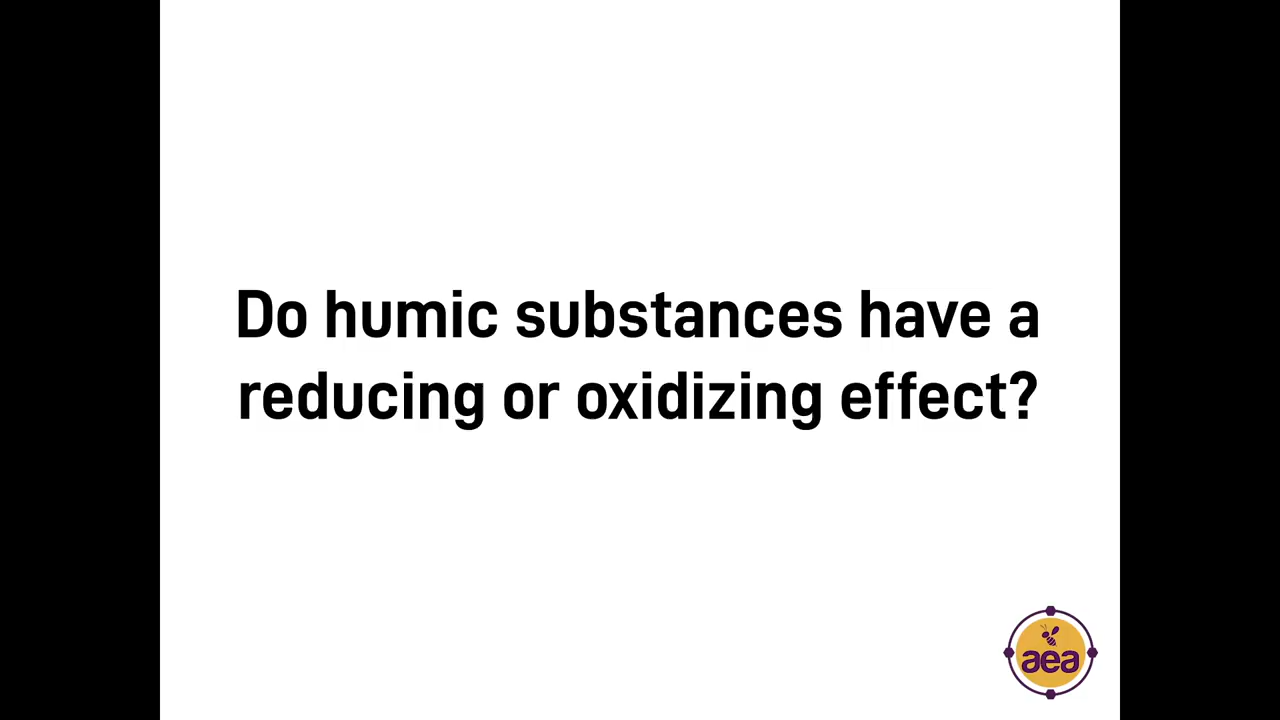 Do humic substances have a
reducing or oxidizing effect?
aea